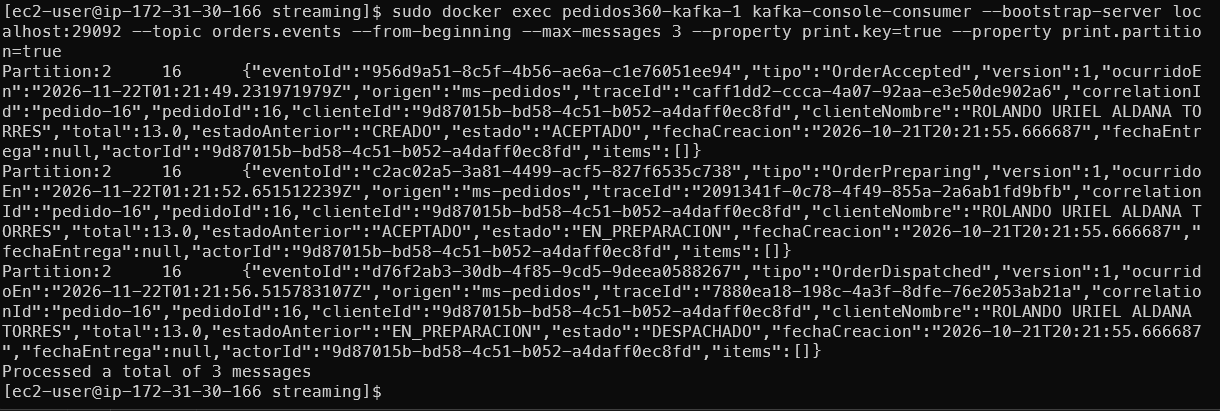 [ec2-user@ip-172-31-30-166 streaming]$ sudo docker exec pedidos360-kafka-1 kafka-console-consumer --bootstrap-server loc
alhost:29092 --topic orders.events --from-beginning --max-messages 3 --property print.key=true --property print.partitio
n=true
Partition:2     16      {"eventoId":"956d9a51-8c5f-4b56-ae6a-c1e76051ee94","tipo":"OrderAccepted","version":1,"ocurridoE
n":"2026-11-22T01:21:49.231971979Z","origen":"ms-pedidos","traceId":"caff1dd2-ccca-4a07-92aa-e3e50de902a6","correlationI
d":"pedido-16","pedidoId":16,"clienteId":"9d87015b-bd58-4c51-b052-a4daff0ec8fd","clienteNombre":"ROLANDO URIEL ALDANA TO
RRES","total":13.0,"estadoAnterior":"CREADO","estado":"ACEPTADO","fechaCreacion":"2026-10-21T20:21:55.666687","fechaEntr
ega":null,"actorId":"9d87015b-bd58-4c51-b052-a4daff0ec8fd","items":[]}
Partition:2     16      {"eventoId":"c2ac02a5-3a81-4499-acf5-827f6535c738","tipo":"OrderPreparing","version":1,"ocurrido
En":"2026-11-22T01:21:52.651512239Z","origen":"ms-pedidos","traceId":"2091341f-0c78-4f49-855a-2a6ab1fd9bfb","correlation
Id":"pedido-16","pedidoId":16,"clienteId":"9d87015b-bd58-4c51-b052-a4daff0ec8fd","clienteNombre":"ROLANDO URIEL ALDANA T
ORRES","total":13.0,"estadoAnterior":"ACEPTADO","estado":"EN_PREPARACION","fechaCreacion":"2026-10-21T20:21:55.666687","
fechaEntrega":null,"actorId":"9d87015b-bd58-4c51-b052-a4daff0ec8fd","items":[]}
Partition:2     16      {"eventoId":"d76f2ab3-30db-4f85-9cd5-9deea0588267","tipo":"OrderDispatched","version":1,"ocurrid
oEn":"2026-11-22T01:21:56.515783107Z","origen":"ms-pedidos","traceId":"7880ea18-198c-4a3f-8dfe-76e2053ab21a","correlatio
nId":"pedido-16","pedidoId":16,"clienteId":"9d87015b-bd58-4c51-b052-a4daff0ec8fd","clienteNombre":"ROLANDO URIEL ALDANA 
TORRES","total":13.0,"estadoAnterior":"EN_PREPARACION","estado":"DESPACHADO","fechaCreacion":"2026-10-21T20:21:55.666687
","fechaEntrega":null,"actorId":"9d87015b-bd58-4c51-b052-a4daff0ec8fd","items":[]}
Processed a total of 3 messages
[ec2-user@ip-172-31-30-166 streaming]$